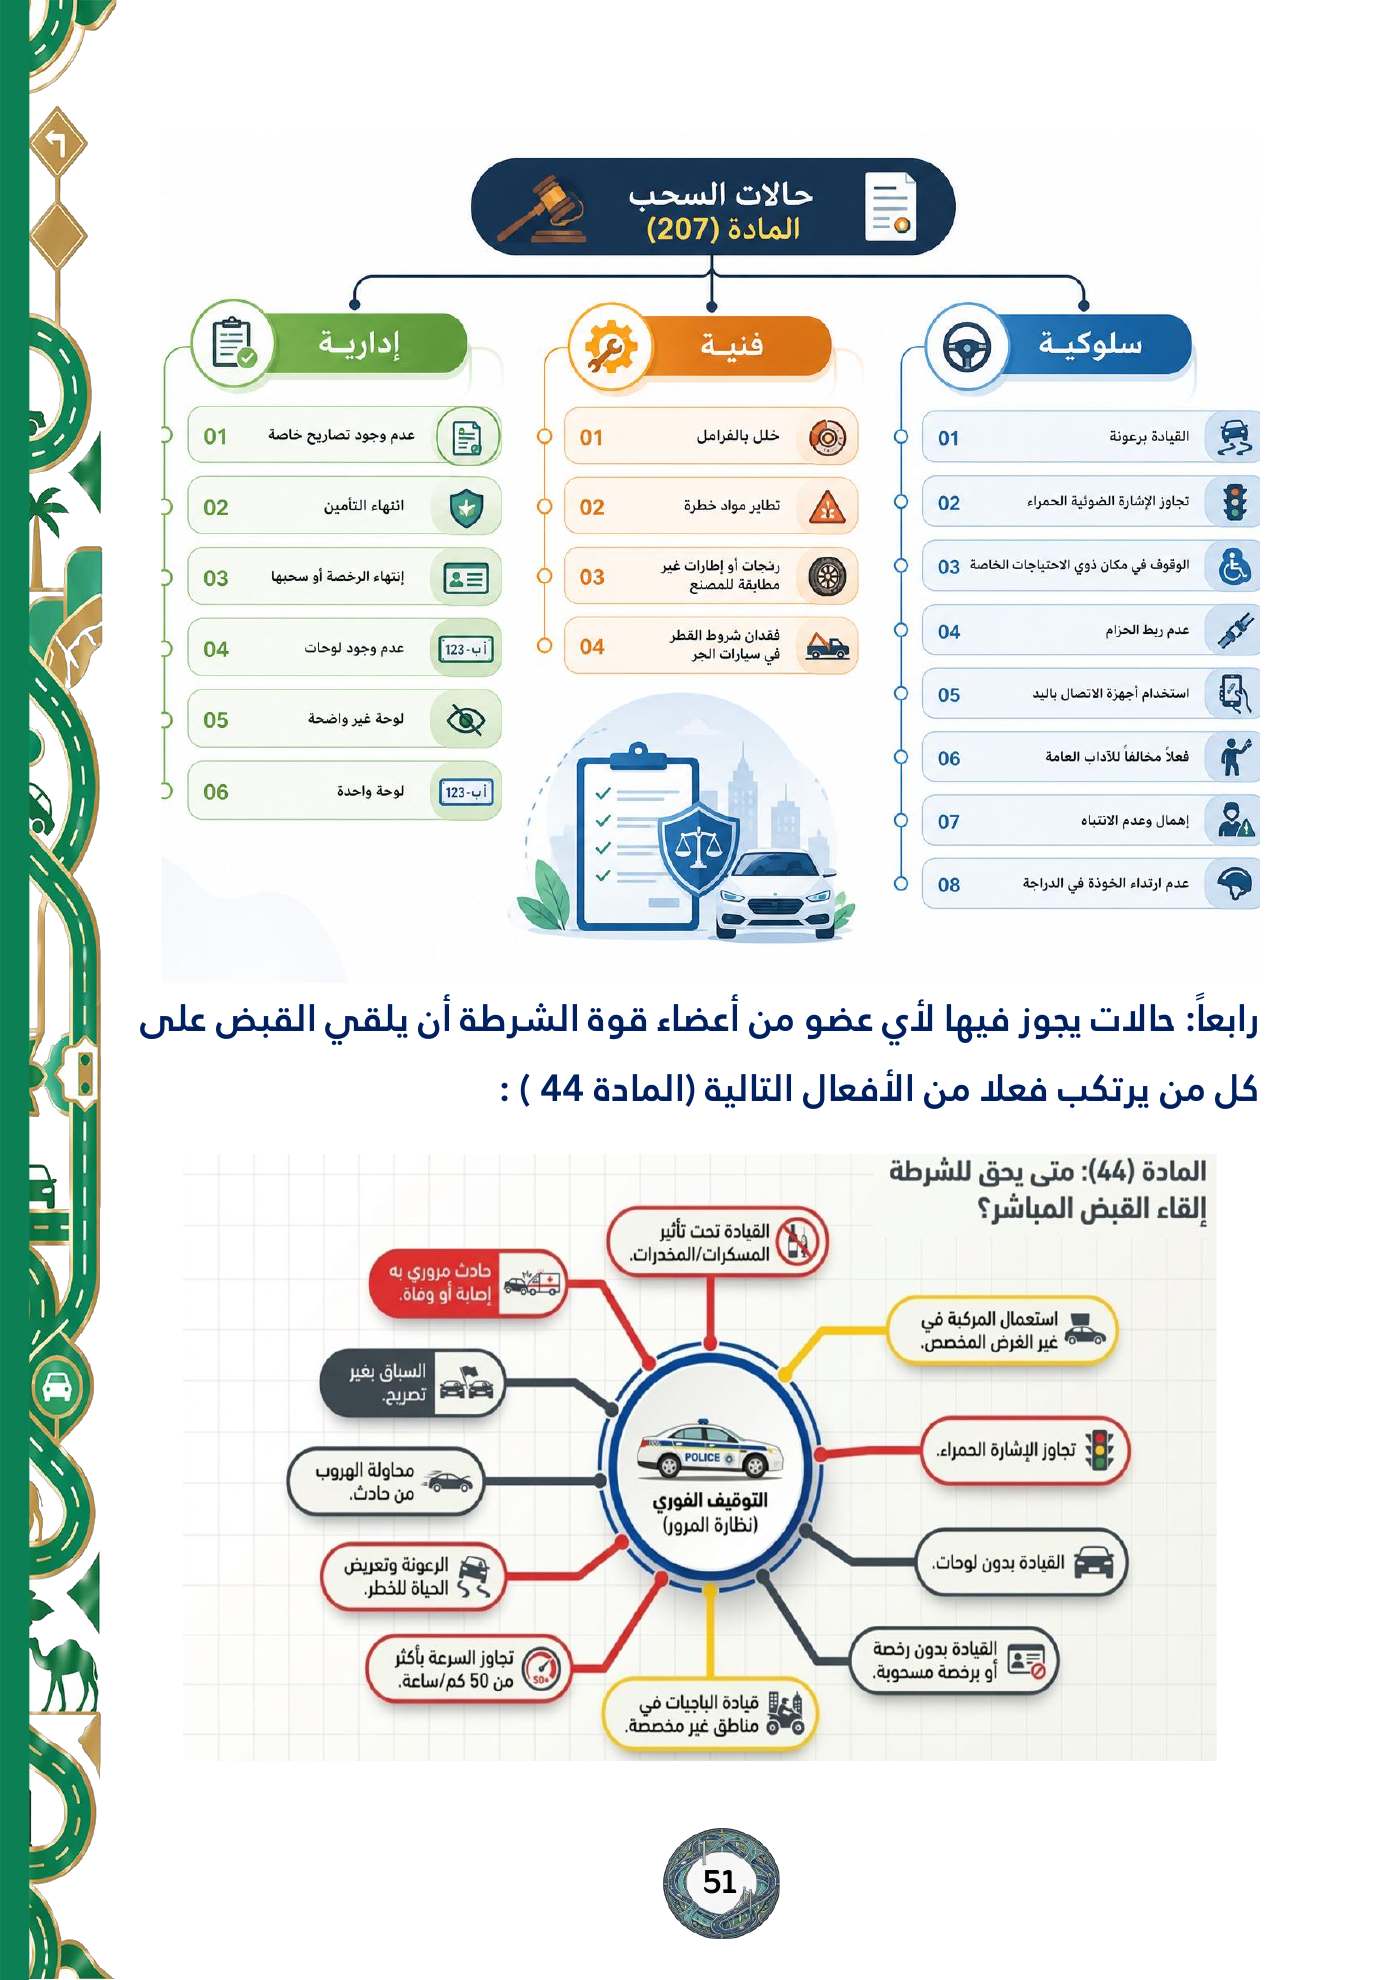 حالات السحب
المادة (207)
سلوكية
01 القيادة برعونة
02 تجاوز الإشارة الضوئية الحمراء
03 الوقوف في مكان ذوي الاحتياجات الخاصة
04 عدم ربط الحزام
05 استخدام أجهزة الاتصال باليد
06 فعلاً مخالفاً للآداب العامة
07 إهمال وعدم الانتباه
08 عدم ارتداء الخوذة في الدراجة
فنية
01 خلل بالفرامل
02 تطاير مواد خطرة
03 رنجات أو إطارات غير
مطابقة للمصنع
04 فقدان شروط القطر
في سيارات الجر
إدارية
01 عدم وجود تصاريح خاصة
02 انتهاء التأمين
03 إنتهاء الرخصة أو سحبها
04 عدم وجود لوحات
أ ب-123
05 لوحة غير واضحة
06 لوحة واحدة
أ ب-123
رابعاً: حالات يجوز فيها لأي عضو من أعضاء قوة الشرطة أن يلقي القبض على
كل من يرتكب فعلا من الأفعال التالية (المادة 44 ) :
المادة (44): متى يحق للشرطة
إلقاء القبض المباشر؟
القيادة تحت تأثير
المسكرات/المخدرات.
استعمال المركبة في
غير الغرض المخصص.
تجاوز الإشارة الحمراء.
القيادة بدون لوحات.
القيادة بدون رخصة
أو برخصة مسحوبة.
قيادة الباجيات في
مناطق غير مخصصة.
تجاوز السرعة بأكثر
من 50 كم/ساعة.
50+
الرعونة وتعريض
الحياة للخطر.
محاولة الهروب
من حادث.
السباق بغير
تصريح.
حادث مروري به
إصابة أو وفاة.
POLICE
التوقيف الفوري
(نظارة المرور)
51